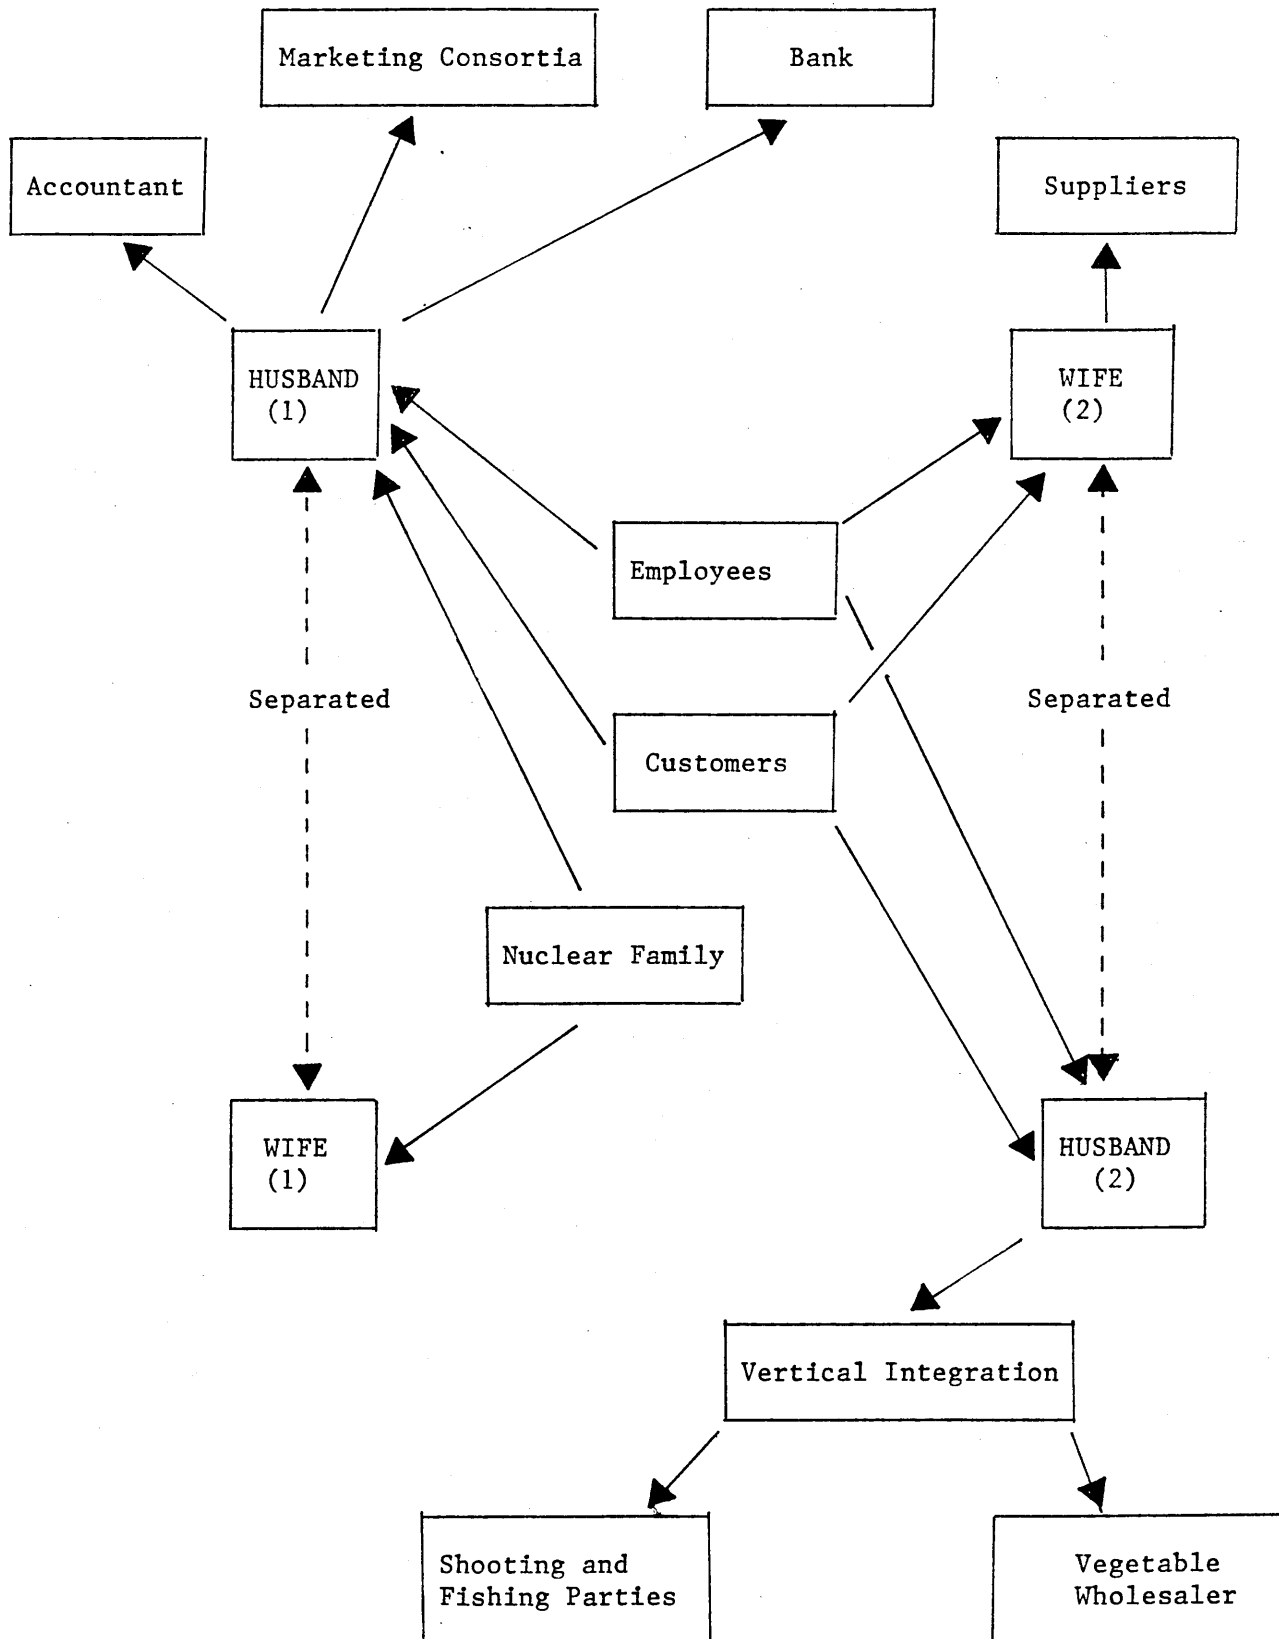 Marketing Consortia
Bank
Accountant
Suppliers
HUSBAND
(1)
WIFE
(2)
Employees
Separated
Separated
Customers
Nuclear Family
WIFE
(1)
HUSBAND
(2)
Vertical Integration
Shooting and
Fishing Parties
Vegetable
Wholesaler